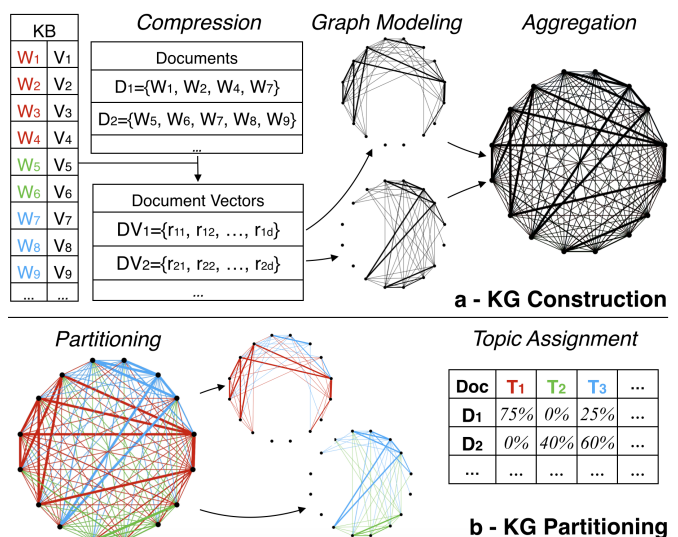 Compression
Graph Modeling
Aggregation
KB
W1 V1
W2 V2
W3 V3
W4 V4
W5 V5
W6 V6
W7 V7
W8 V8
W9 V9
... ...
Documents
D1={W1, W2, W4, W7}
D2={W5, W6, W7, W8, W9}
...
Document Vectors
DV1={r11, r12, ..., r1d}
DV2={r21, r22, ..., r2d}
...
a - KG Construction
Partitioning
Topic Assignment
Doc T1 T2 T3 ...
D1 75% 0% 25% ...
D2 0% 40% 60% ...
... ... ... ... ...
b - KG Partitioning